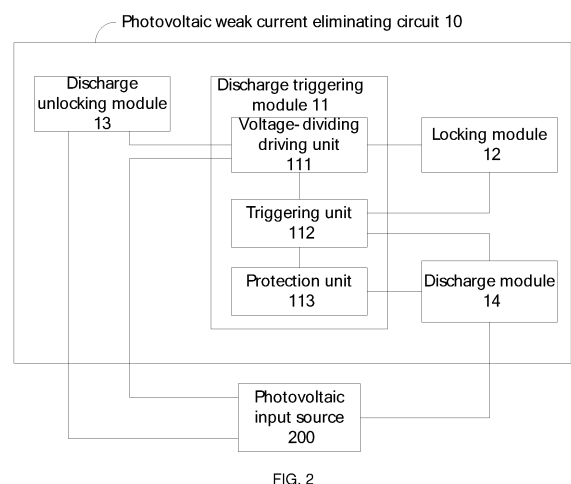 Photovoltaic weak current eliminating circuit 10
Discharge
unlocking module
13
Discharge triggering
module 11
Voltage-dividing
driving unit
111
Locking module
12
Triggering unit
112
Protection unit
113
Discharge module
14
Photovoltaic
input source
200
FIG. 2